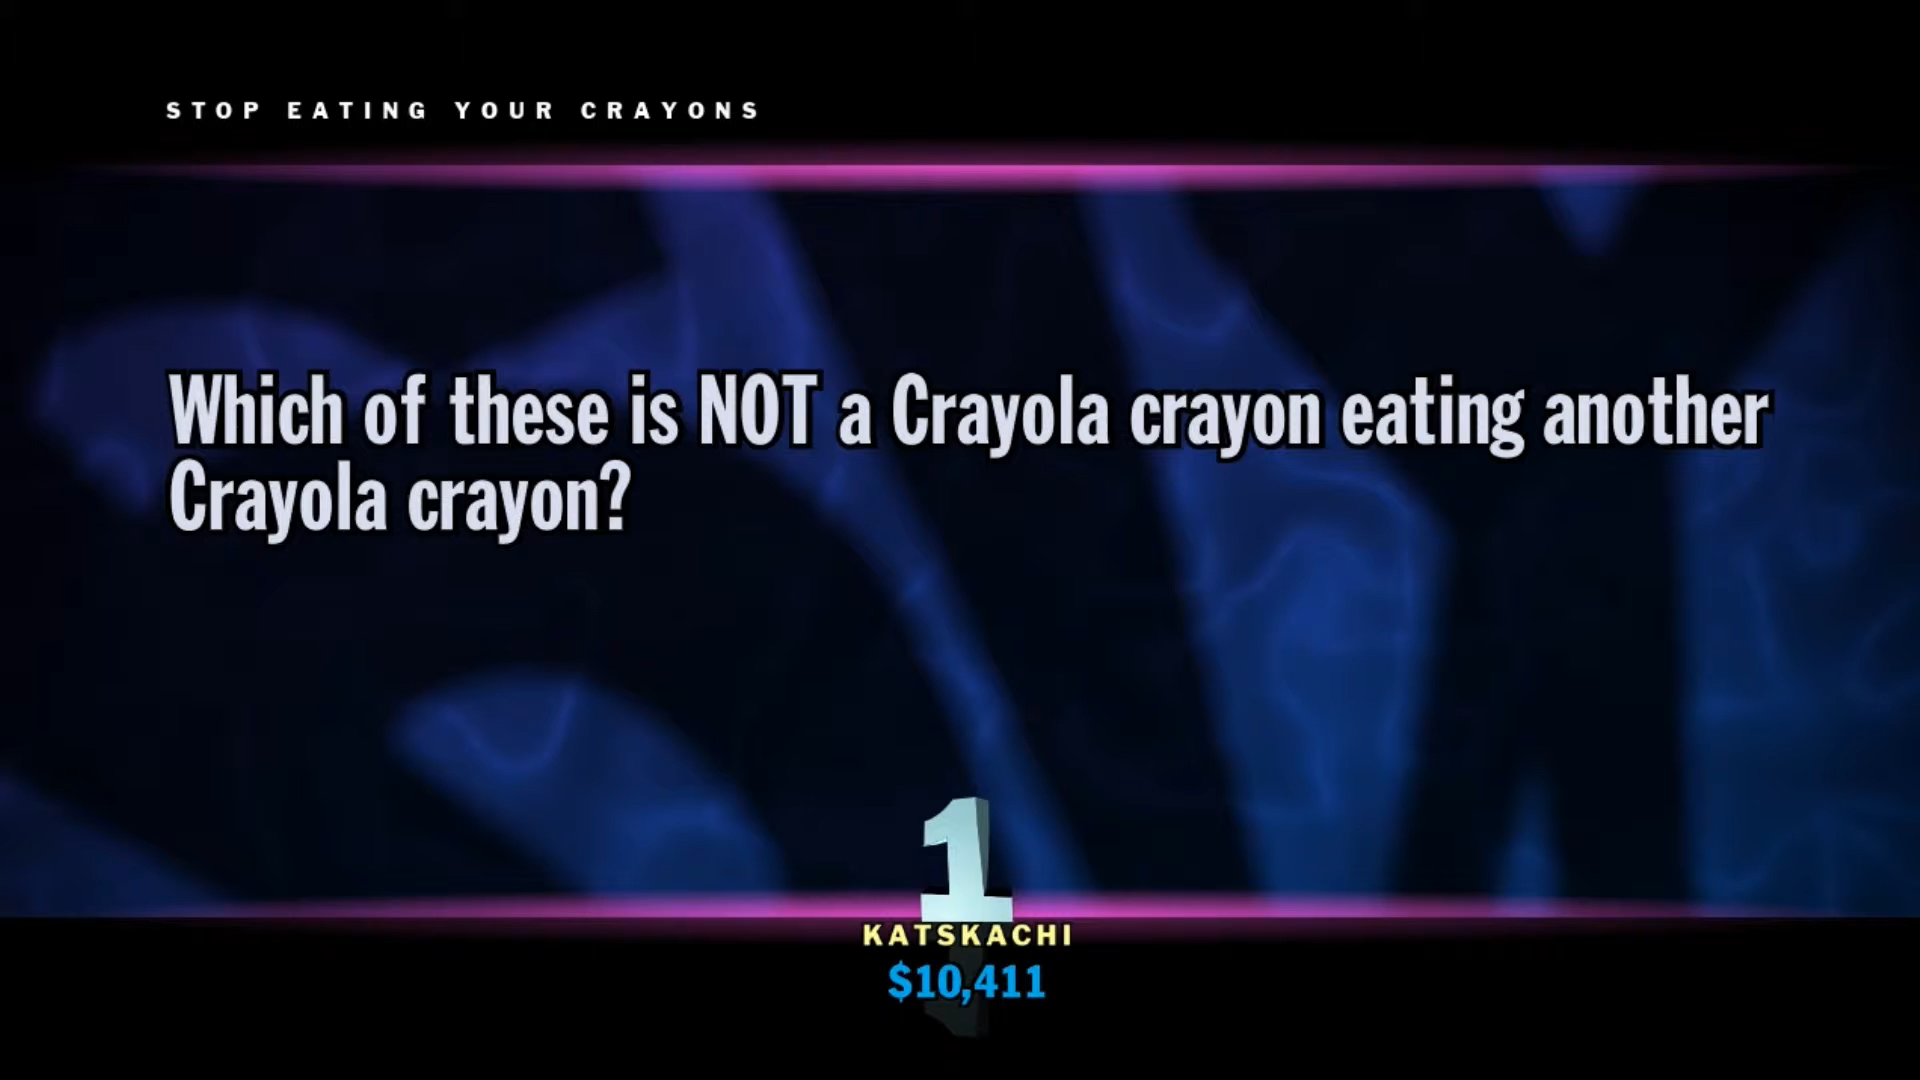 STOP EATING YOUR CRAYONS
Which of these is NOT a Crayola crayon eating another
Crayola crayon?
1
KATSKACHI
$10,411